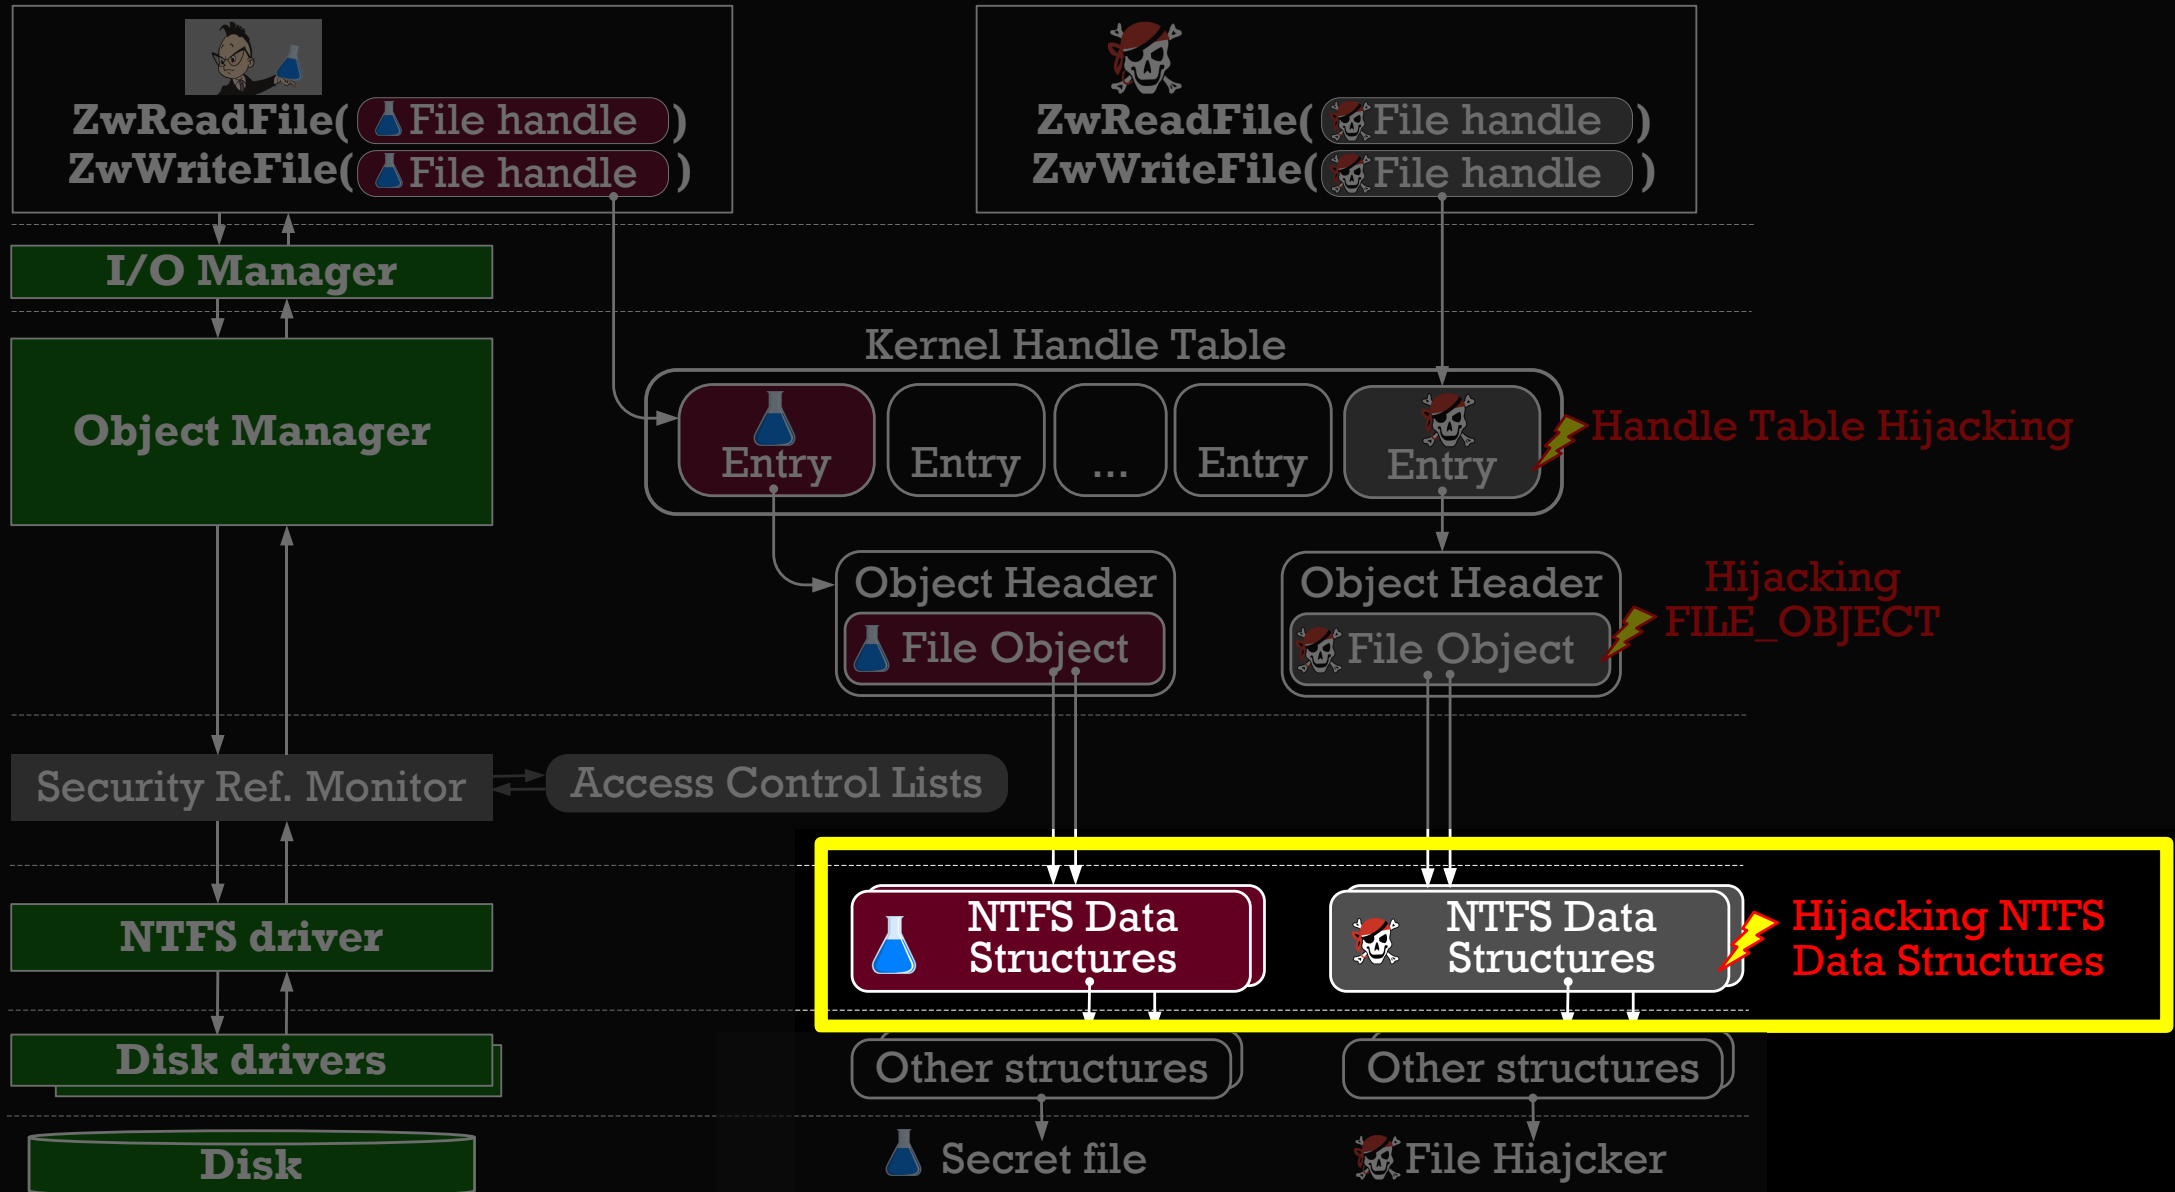 ZwReadFile( File handle )
ZwWriteFile( File handle )
ZwReadFile( File handle )
ZwWriteFile( File handle )
I/O Manager
Kernel Handle Table
Object Manager
Entry
Entry
...
Entry
Entry
Handle Table Hijacking
Object Header
File Object
Object Header
File Object
Hijacking
FILE_OBJECT
Security Ref. Monitor
Access Control Lists
NTFS driver
NTFS Data
Structures
NTFS Data
Structures
Hijacking NTFS
Data Structures
Disk drivers
Other structures
Other structures
Disk
Secret file
File Hiajcker